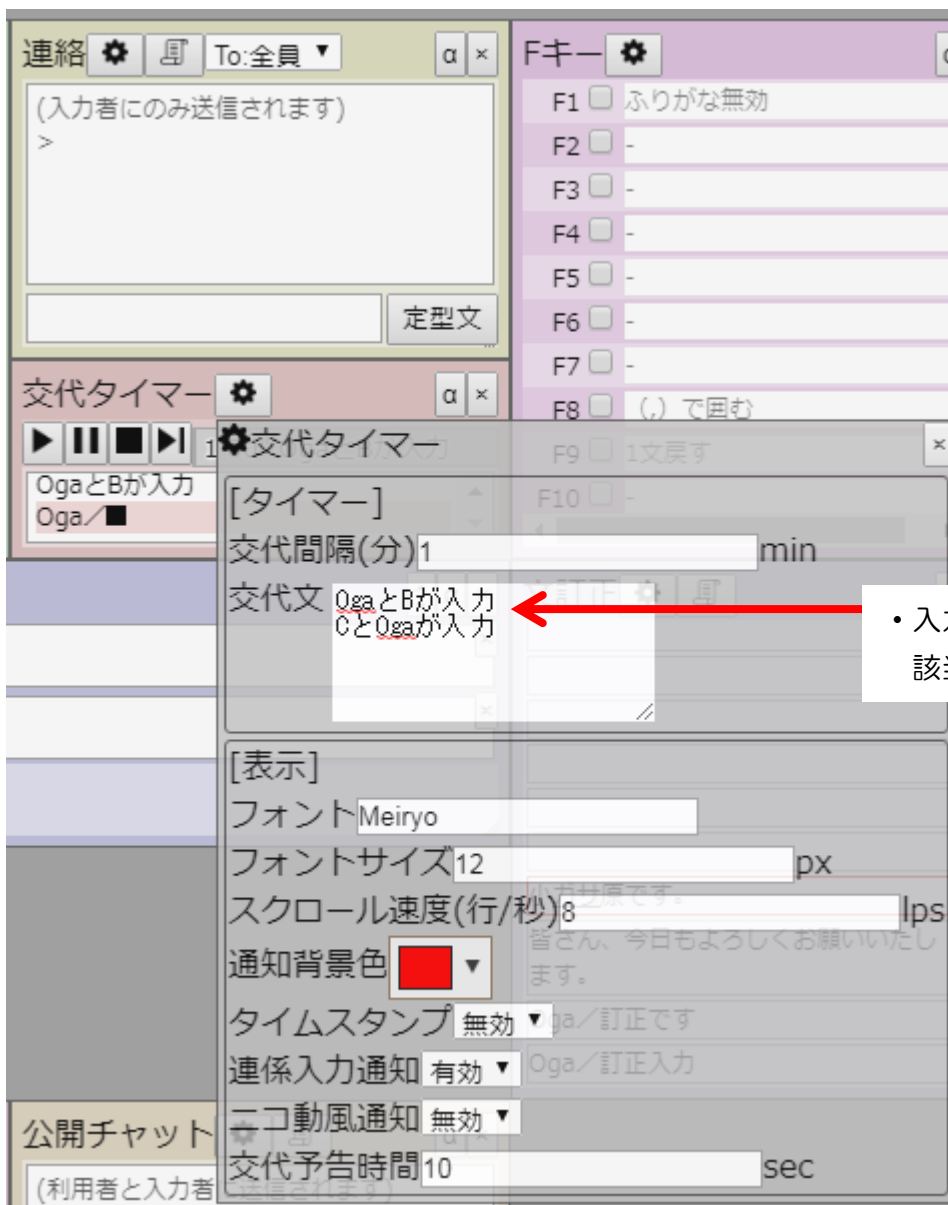 連絡 To:全員 ▼ α ×
(入力者にのみ送信されます)
>
定型文
Fキー
F1 ふりがな無効
F2 -
F3 -
F4 -
F5 -
F6 -
F7 -
F8 (,) で囲む
F9 1文戻す
F10 -
交代タイマー α ×
OgaとBが入力
Oga／■
交代タイマー ×
[タイマー]
交代間隔(分) 1 min
交代文 OgaとBが入力
CとOgaが入力
・入
該
[表示]
フォント Meiryo
フォントサイズ 12 px
スクロール速度(行/秒) 8 lps
通知背景色 ▼
タイムスタンプ 無効 ▼
連係入力通知 有効 ▼
ニコ動風通知 無効 ▼
交代予告時間 10 sec
皆さん、今日もよろしくお願いいたし
ます。
Oga／訂正です
Oga／訂正入力
公開チャット
(利用者と入力者に送信されます)